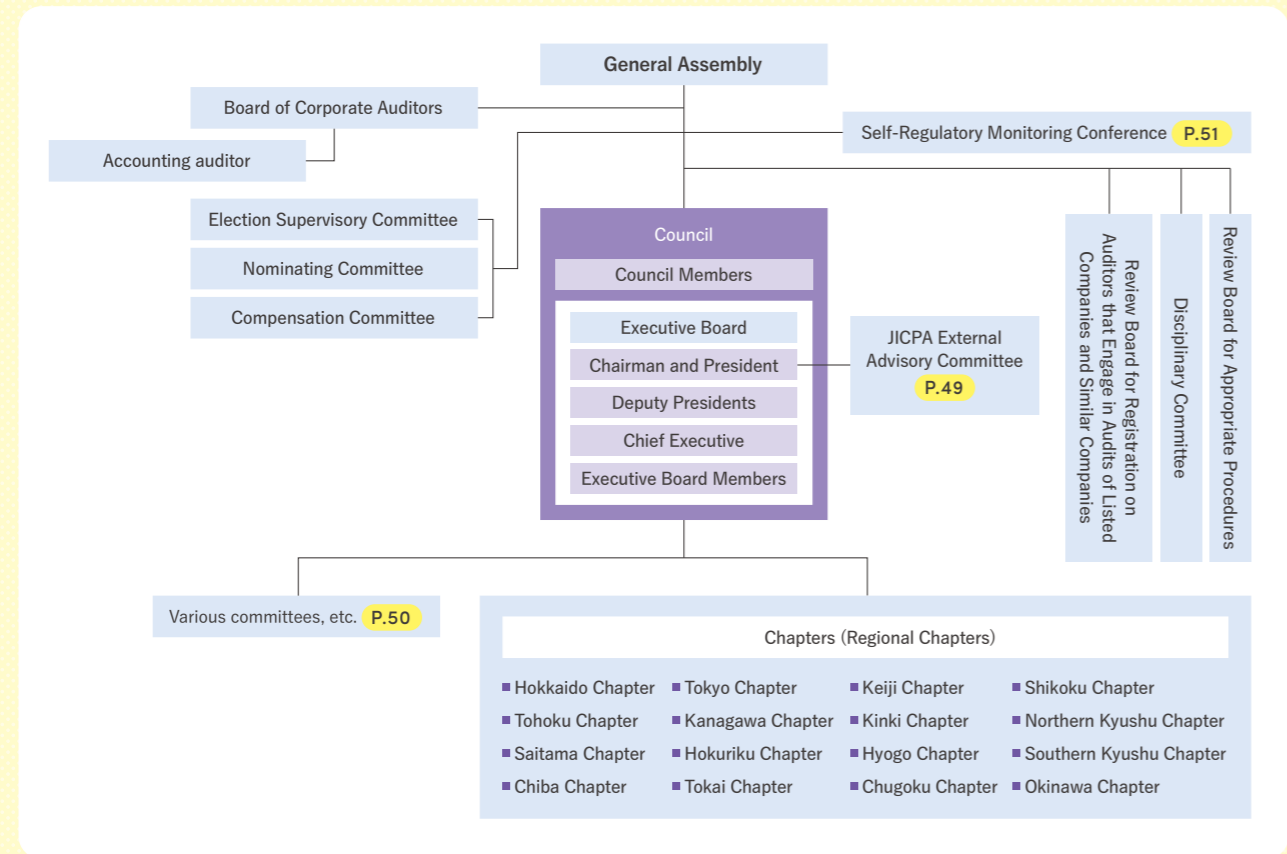 General Assembly
Board of Corporate Auditors
Accounting auditor
Self-Regulatory Monitoring Conference P.51
Election Supervisory Committee
Nominating Committee
Compensation Committee
Council
Council Members
Executive Board
Chairman and President
Deputy Presidents
Chief Executive
Executive Board Members
JICPA External
Advisory Committee
P.49
Review Board for Registration on
Auditors that Engage in Audits of Listed
Companies and Similar Companies
Disciplinary Committee
Review Board for Appropriate Procedures
Various committees, etc. P.50
Chapters (Regional Chapters)
■ Hokkaido Chapter ■ Tokyo Chapter ■ Keiji Chapter ■ Shikoku Chapter
■ Tohoku Chapter ■ Kanagawa Chapter ■ Kinki Chapter ■ Northern Kyushu Chapter
■ Saitama Chapter ■ Hokuriku Chapter ■ Hyogo Chapter ■ Southern Kyushu Chapter
■ Chiba Chapter ■ Tokai Chapter ■ Chugoku Chapter ■ Okinawa Chapter